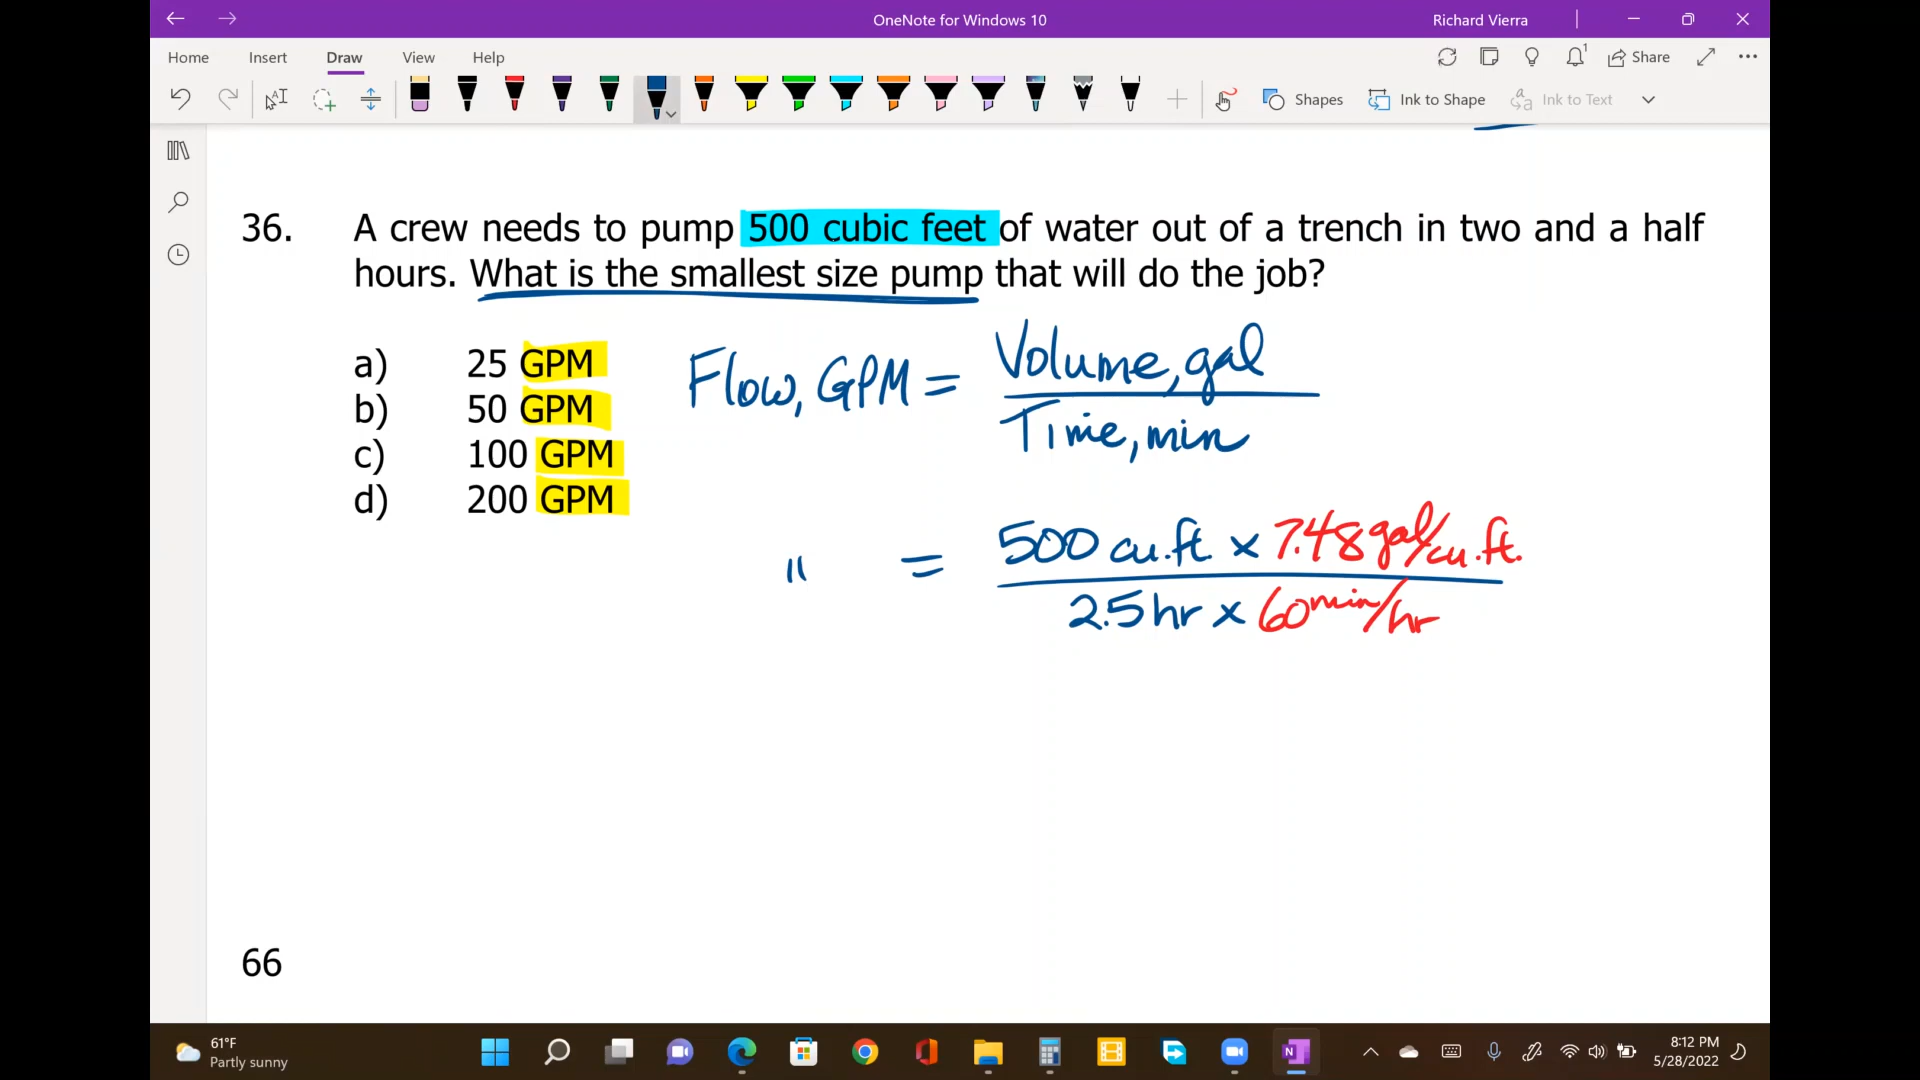 OneNote for Windows 10
Richard Vierra
Home Insert Draw View Help
1
Share
Shapes
Ink to Shape
Ink to Text
36. A crew needs to pump 500 cubic feet of water out of a trench in two and a half
hours. What is the smallest size pump that will do the job?
a) 25 GPM
b) 50 GPM
c) 100 GPM
d) 200 GPM
Flow, GPM = Volume, gal
Time, min
" = 500 cu.ft x 7.48 gal/cu.ft.
2.5 hr x 60 min/hr
66
61°F
Partly sunny
8:12 PM
5/28/2022